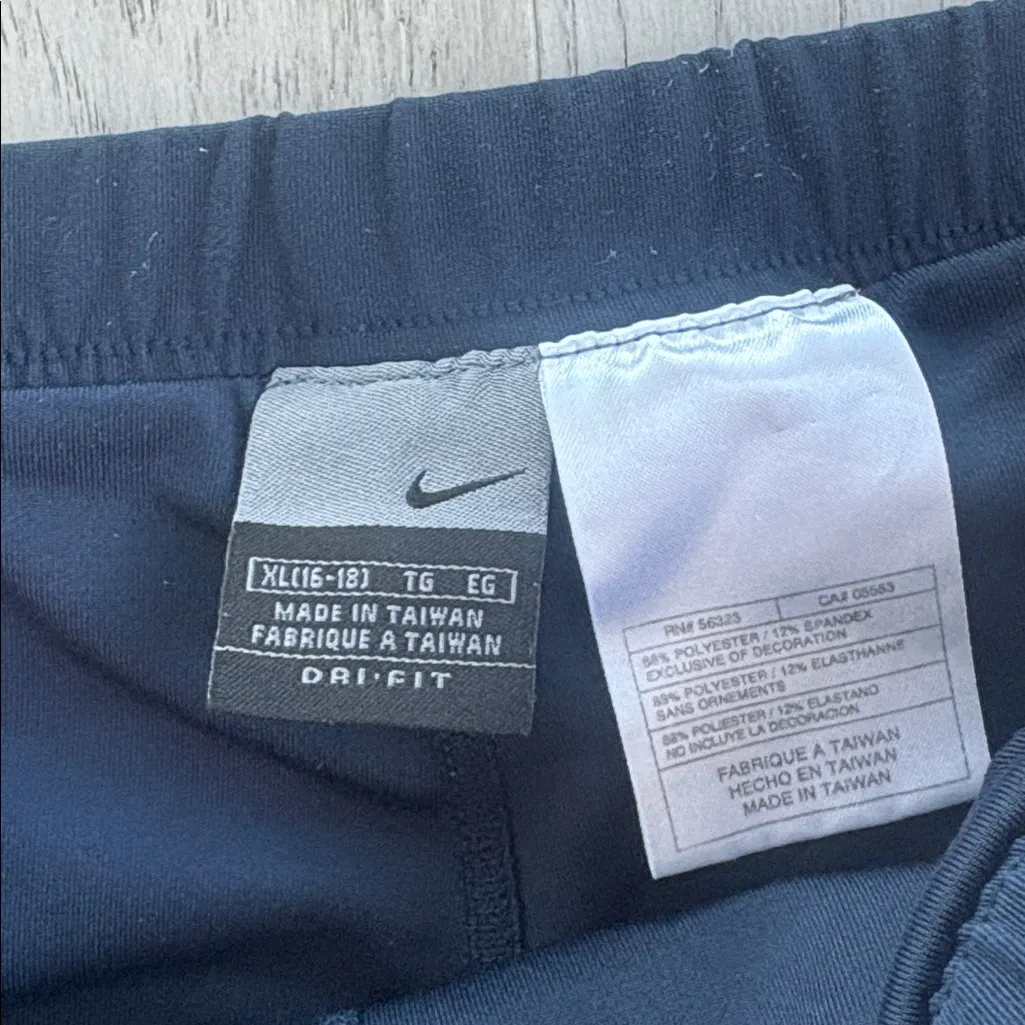 XL(16-18) TG EG
MADE IN TAIWAN
FABRIQUE A TAIWAN
DRI·FIT
RN# 56323 CA# 05553
88% POLYESTER / 12% SPANDEX
EXCLUSIVE OF DECORATION
88% POLYESTER / 12% ELASTHANNE
SANS ORNEMENTS
88% POLIESTER / 12% ELASTANO
NO INCLUYE LA DECORACION
FABRIQUE A TAIWAN
HECHO EN TAIWAN
MADE IN TAIWAN